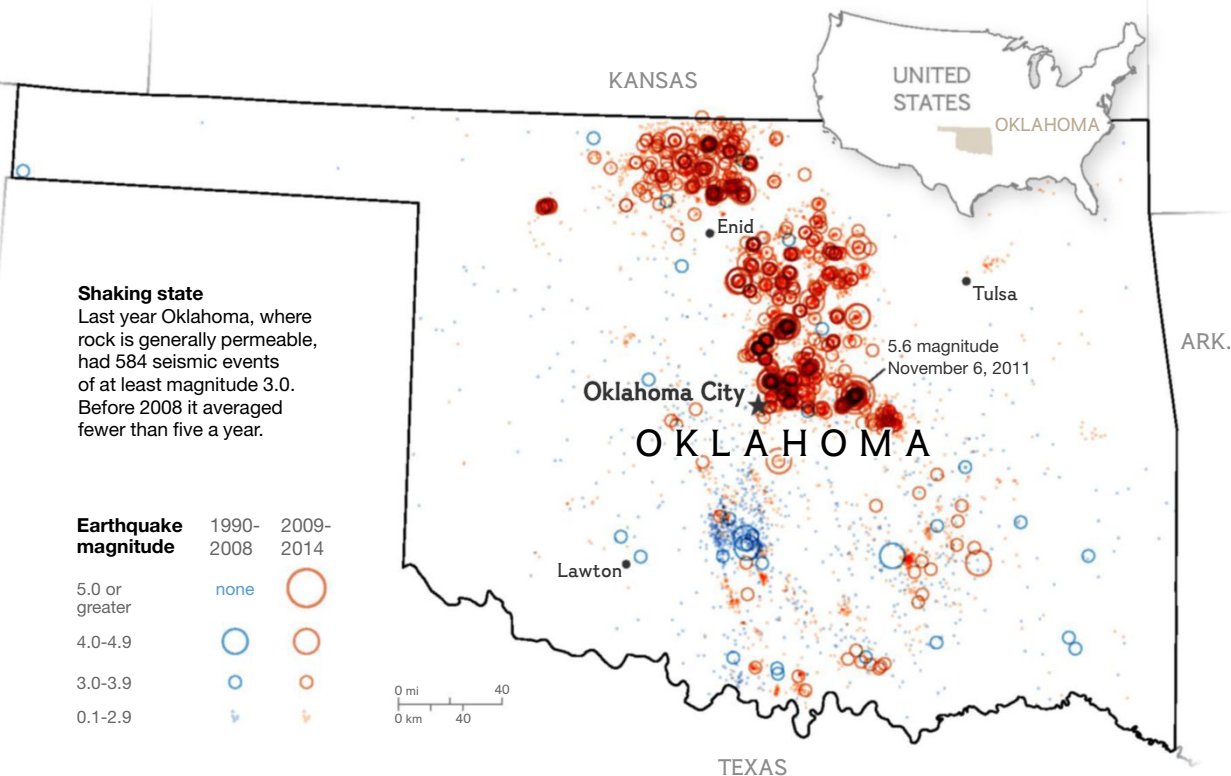 KANSAS
UNITED
STATES
OKLAHOMA
Enid
Tulsa
Shaking state
Last year Oklahoma, where
rock is generally permeable,
had 584 seismic events
of at least magnitude 3.0.
Before 2008 it averaged
fewer than five a year.
ARK.
5.6 magnitude
November 6, 2011
Oklahoma City
OKLAHOMA
Earthquake
magnitude
1990-
2008
2009-
2014
5.0 or
greater
none
4.0-4.9
3.0-3.9
0.1-2.9
Lawton
0 mi 40
0 km 40
TEXAS